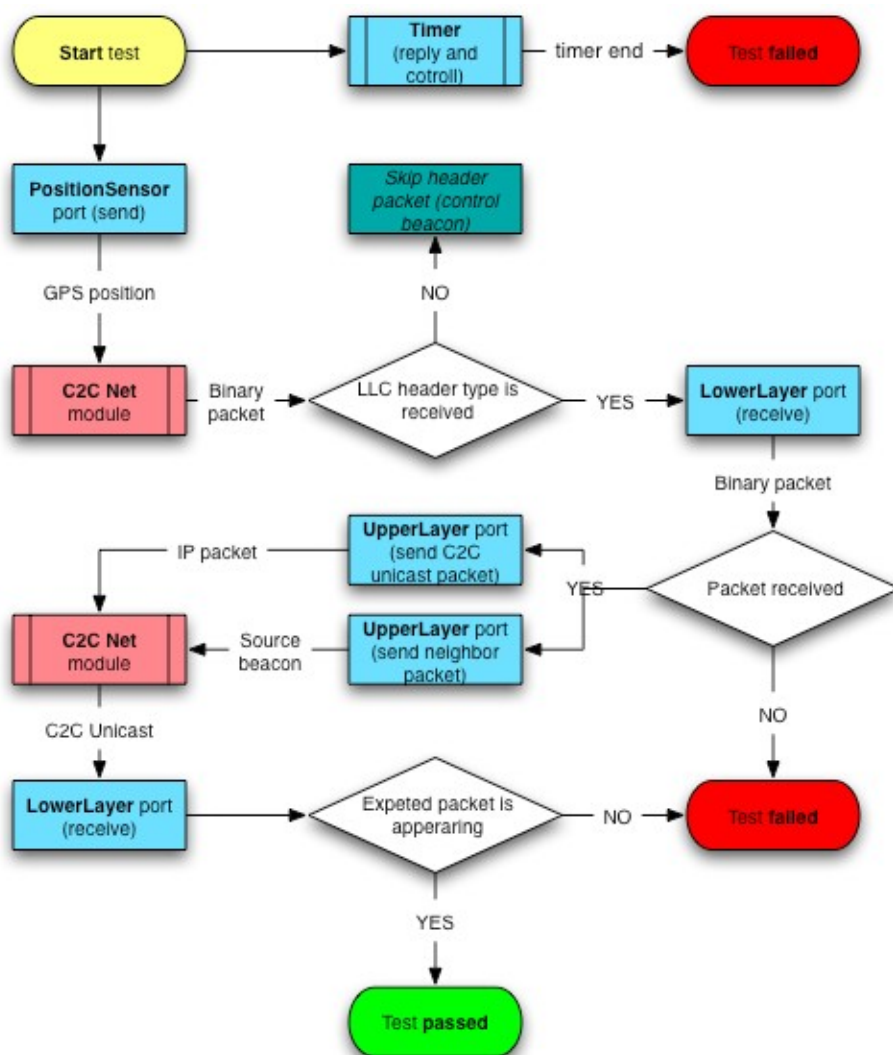 Start test
Timer
(reply and
cotroll)
timer end
Test failed
PositionSensor
port (send)
Skip header
packet (control
beacon)
GPS position
NO
C2C Net
module
Binary
packet
LLC header type is
received
YES
LowerLayer port
(receive)
Binary packet
IP packet
UpperLayer port
(send C2C
unicast packet)
YES
Packet received
C2C Net
module
Source
beacon
UpperLayer port
(send neighbor
packet)
C2C Unicast
NO
LowerLayer port
(receive)
Expeted packet is
apperaring
NO
Test failed
YES
Test passed